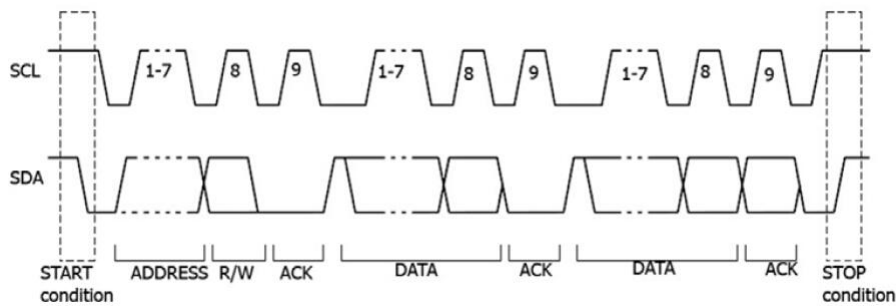 SCL
1-7
8
9
1-7
8
9
1-7
8
9
SDA
START
condition
ADDRESS
R/W
ACK
DATA
ACK
DATA
ACK
STOP
condition